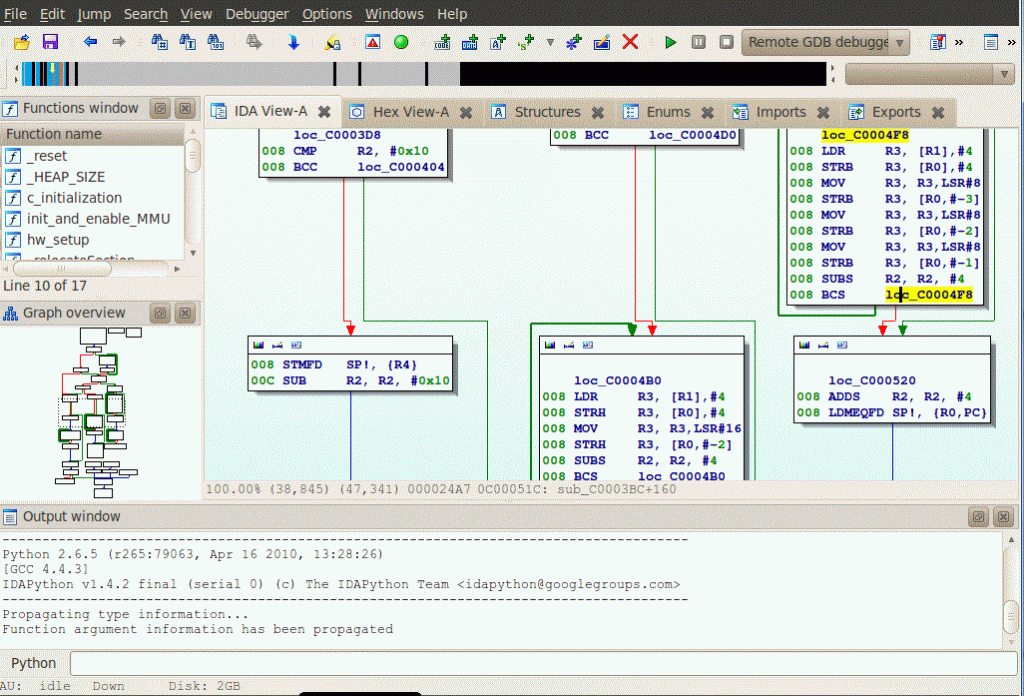 File Edit Jump Search View Debugger Options Windows Help
Remote GDB debugge
Functions window
Function name
_reset
_HEAP_SIZE
c_initialization
init_and_enable_MMU
hw_setup
_relocateSection
Line 10 of 17
Graph overview
IDA View-A Hex View-A Structures Enums Imports Exports
loc_C0003D8
008 CMP R2, #0x10
008 BCC loc_C000404
008 STMFD SP!, {R4}
00C SUB R2, R2, #0x10
008 BCC loc_C0004D0
loc_C0004B0
008 LDR R3, [R1],#4
008 STRH R3, [R0],#4
008 MOV R3, R3,LSR#16
008 STRH R3, [R0,#-2]
008 SUBS R2, R2, #4
008 BCS loc_C0004B0
loc_C0004F8
008 LDR R3, [R1],#4
008 STRB R3, [R0],#4
008 MOV R3, R3,LSR#8
008 STRB R3, [R0,#-3]
008 MOV R3, R3,LSR#8
008 STRB R3, [R0,#-2]
008 MOV R3, R3,LSR#8
008 STRB R3, [R0,#-1]
008 SUBS R2, R2, #4
008 BCS loc_C0004F8
loc_C000520
008 ADDS R2, R2, #4
008 LDMEQFD SP!, {R0,PC}
100.00% (38,845) (47,341) 000024A7 0C00051C: sub_C0003BC+160
Output window
---------------------------------------------------------------------------------
Python 2.6.5 (r265:79063, Apr 16 2010, 13:28:26)
[GCC 4.4.3]
IDAPython v1.4.2 final (serial 0) (c) The IDAPython Team <idapython@googlegroups.com>
---------------------------------------------------------------------------------
Propagating type information...
Function argument information has been propagated
Python
AU: idle Down Disk: 2GB